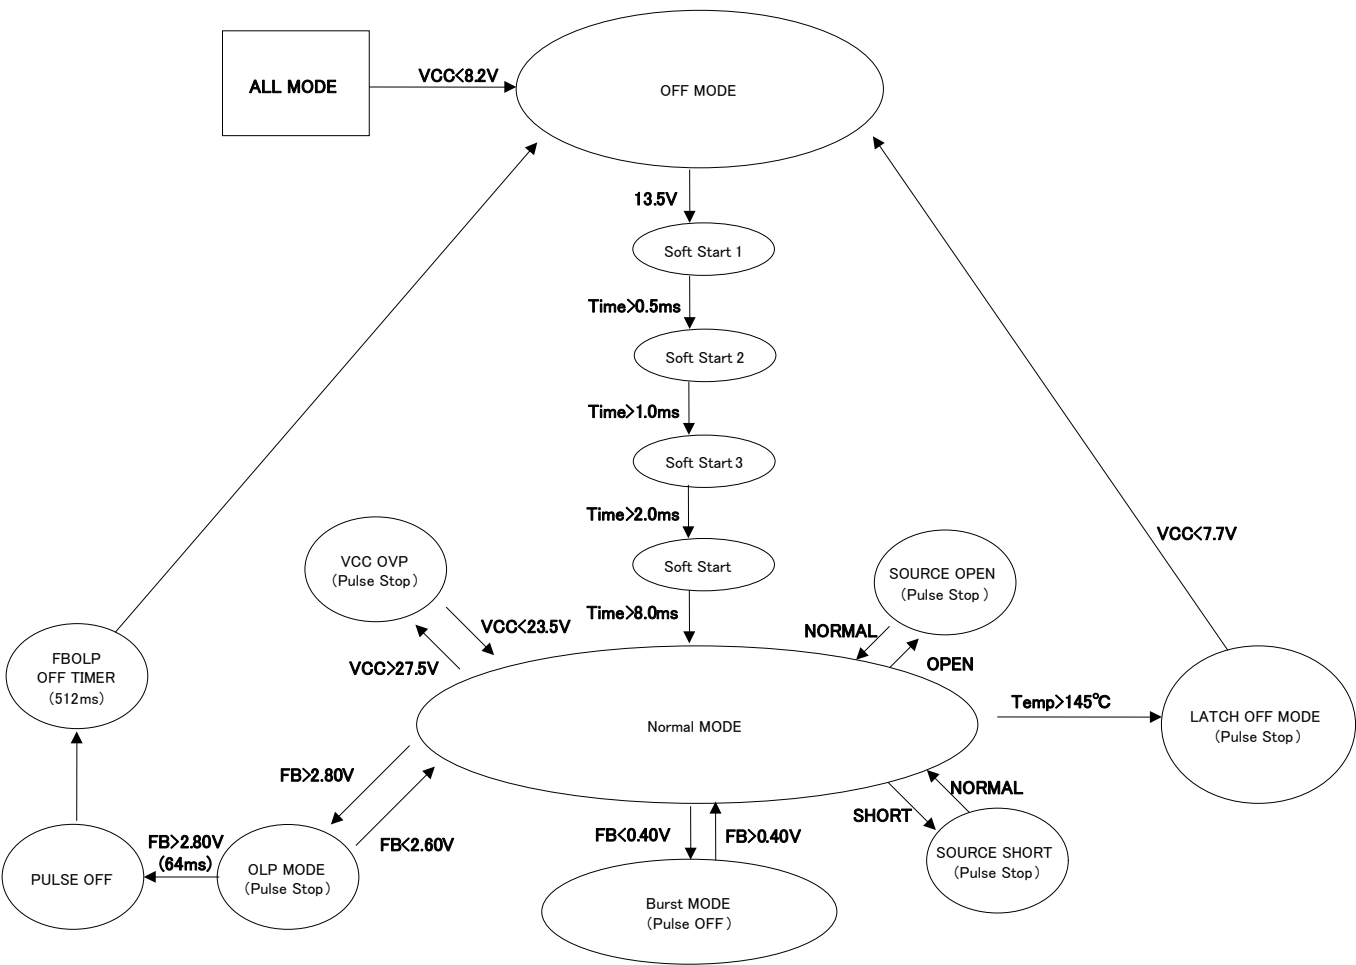 ALL MODE
VCC<8.2V
OFF MODE
13.5V
Soft Start 1
Time>0.5ms
Soft Start 2
Time>1.0ms
Soft Start 3
Time>2.0ms
Soft Start
Time>8.0ms
VCC<7.7V
VCC OVP
(Pulse Stop)
VCC<23.5V
VCC>27.5V
SOURCE OPEN
(Pulse Stop)
NORMAL
OPEN
FBOLP
OFF TIMER
(512ms)
Normal MODE
Temp>145℃
LATCH OFF MODE
(Pulse Stop)
FB>2.80V
FB<2.60V
FB<0.40V
FB>0.40V
SHORT
NORMAL
PULSE OFF
FB>2.80V
(64ms)
OLP MODE
(Pulse Stop)
Burst MODE
(Pulse OFF)
SOURCE SHORT
(Pulse Stop)